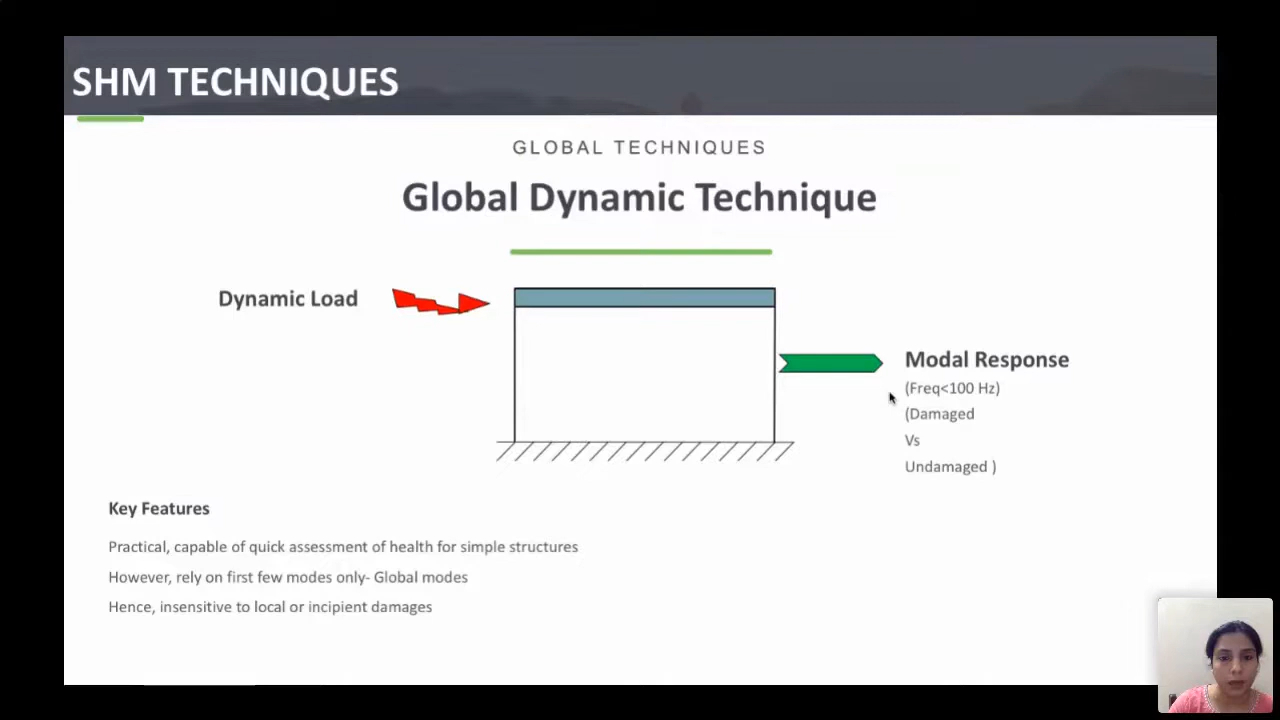 SHM TECHNIQUES
GLOBAL TECHNIQUES
Global Dynamic Technique
Dynamic Load
Modal Response
(Freq<100 Hz)
(Damaged
Vs
Undamaged )
Key Features
Practical, capable of quick assessment of health for simple structures
However, rely on first few modes only- Global modes
Hence, insensitive to local or incipient damages